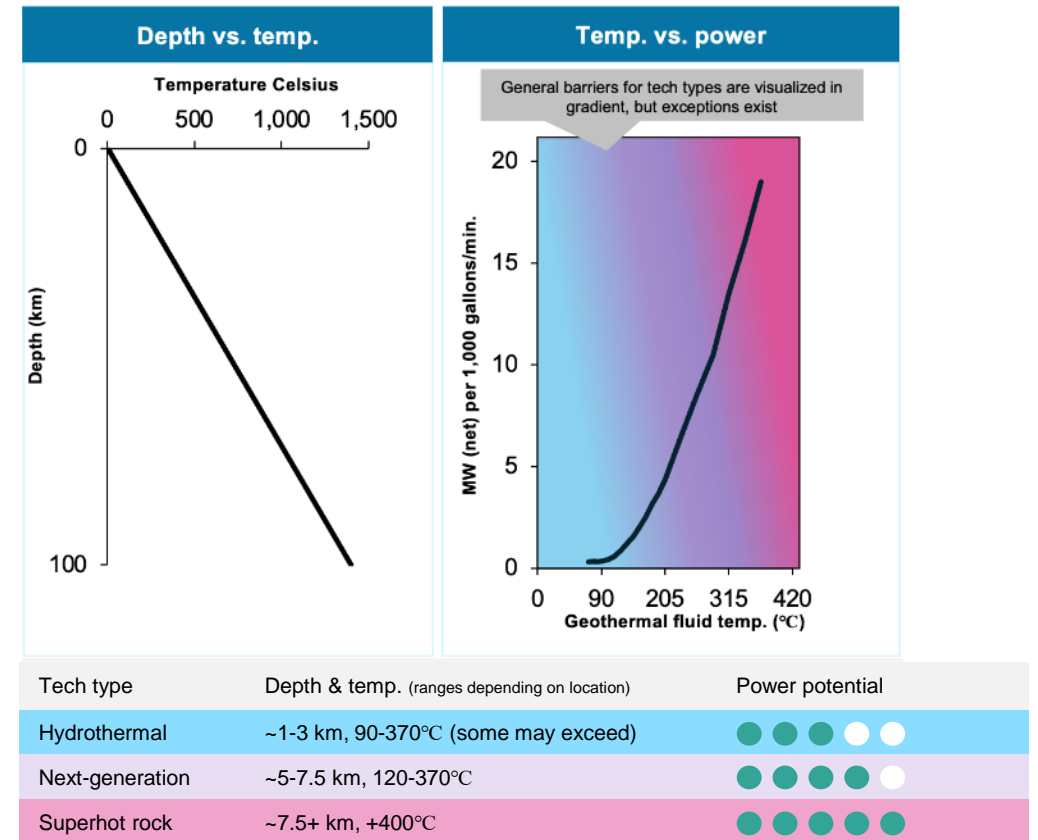 Depth vs. temp.
Temperature Celsius
0 500 1,000 1,500
0
Depth (km)
100
Temp. vs. power
General barriers for tech types are visualized in
gradient, but exceptions exist
MW (net) per 1,000 gallons/min.
20
15
10
5
0
0 90 205 315 420
Geothermal fluid temp. (℃)
Tech type Depth & temp. (ranges depending on location) Power potential
Hydrothermal ~1-3 km, 90-370℃ (some may exceed)
Next-generation ~5-7.5 km, 120-370℃
Superhot rock ~7.5+ km, +400℃